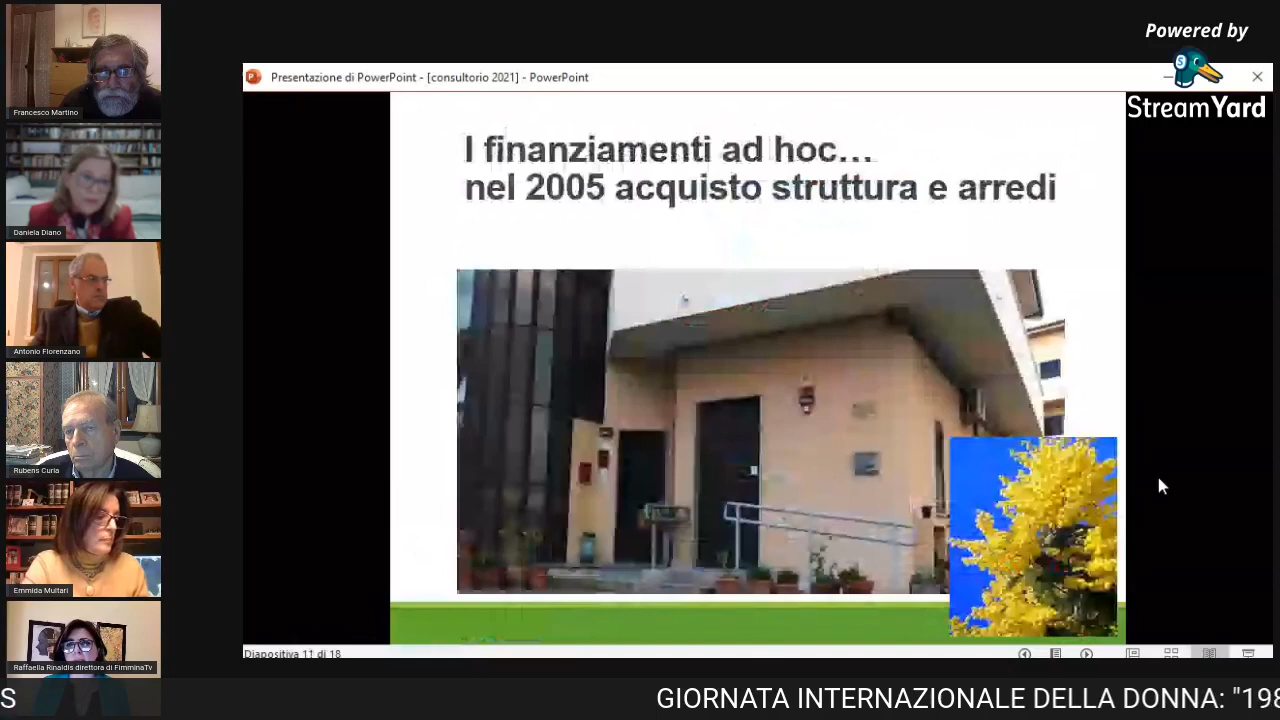 Powered by
StreamYard
Presentazione di PowerPoint - [consultorio 2021] - PowerPoint
I finanziamenti ad hoc...
nel 2005 acquisto struttura e arredi
Francesco Martino
Daniela Diano
Antonio Florenzano
Rubens Curia
Emmida Multari
Raffaella Rinaldis direttora di FimminaTv
Diapositiva 11 di 18
S
GIORNATA INTERNAZIONALE DELLA DONNA: "198